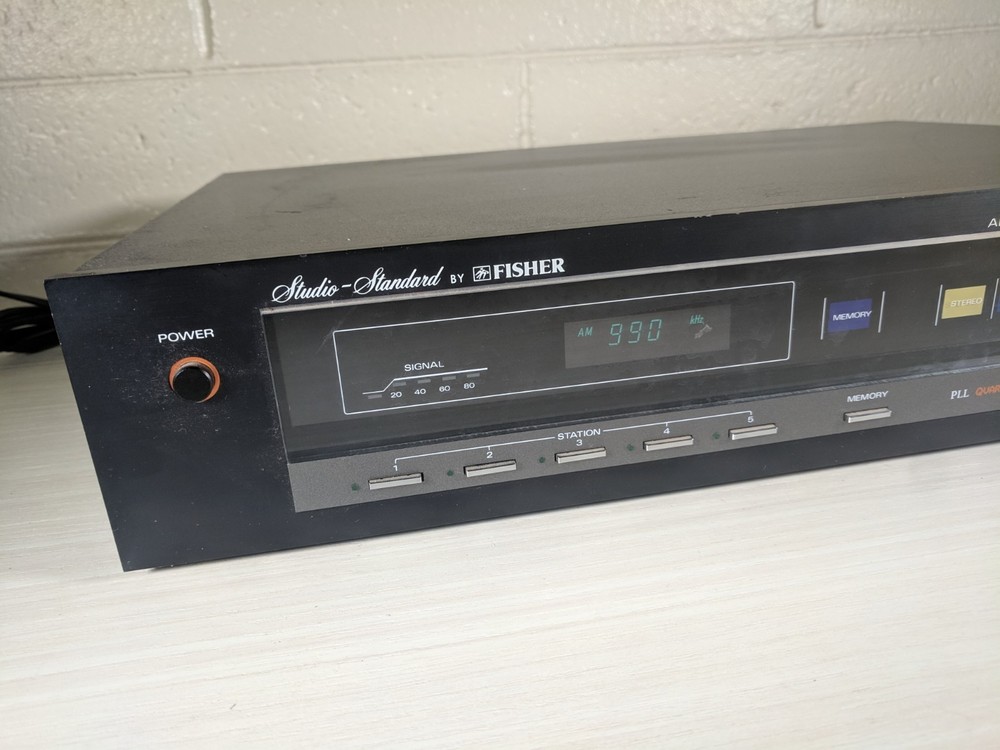 Studio-Standard BY FISHER
POWER
AM 990 kHz
MEMORY
STEREO
SIGNAL
20 40 60 80
STATION
1 2 3 4 5
MEMORY
PLL